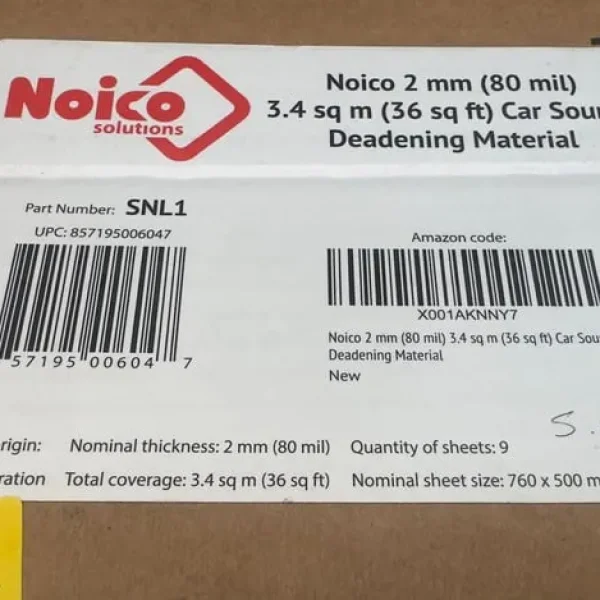 Noico
solutions
Noico 2 mm (80 mil)
3.4 sq m (36 sq ft) Car Soun
Deadening Material
Part Number: SNL1
UPC: 857195006047
57195 00604 7
Amazon code:
X001AKNNY7
Noico 2 mm (80 mil) 3.4 sq m (36 sq ft) Car Sou
Deadening Material
New
S.
rigin: Nominal thickness: 2 mm (80 mil) Quantity of sheets: 9
ration Total coverage: 3.4 sq m (36 sq ft) Nominal sheet size: 760 x 500 m